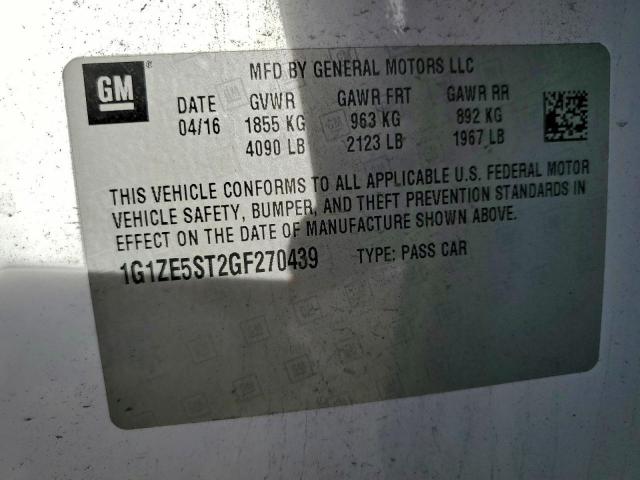 GM ®
MFD BY GENERAL MOTORS LLC
DATE GVWR GAWR FRT GAWR RR
04/16 1855 KG 963 KG 892 KG
4090 LB 2123 LB 1967 LB
THIS VEHICLE CONFORMS TO ALL APPLICABLE U.S. FEDERAL MOTOR
VEHICLE SAFETY, BUMPER, AND THEFT PREVENTION STANDARDS IN
EFFECT ON THE DATE OF MANUFACTURE SHOWN ABOVE.
1G1ZE5ST2GF270439 TYPE: PASS CAR